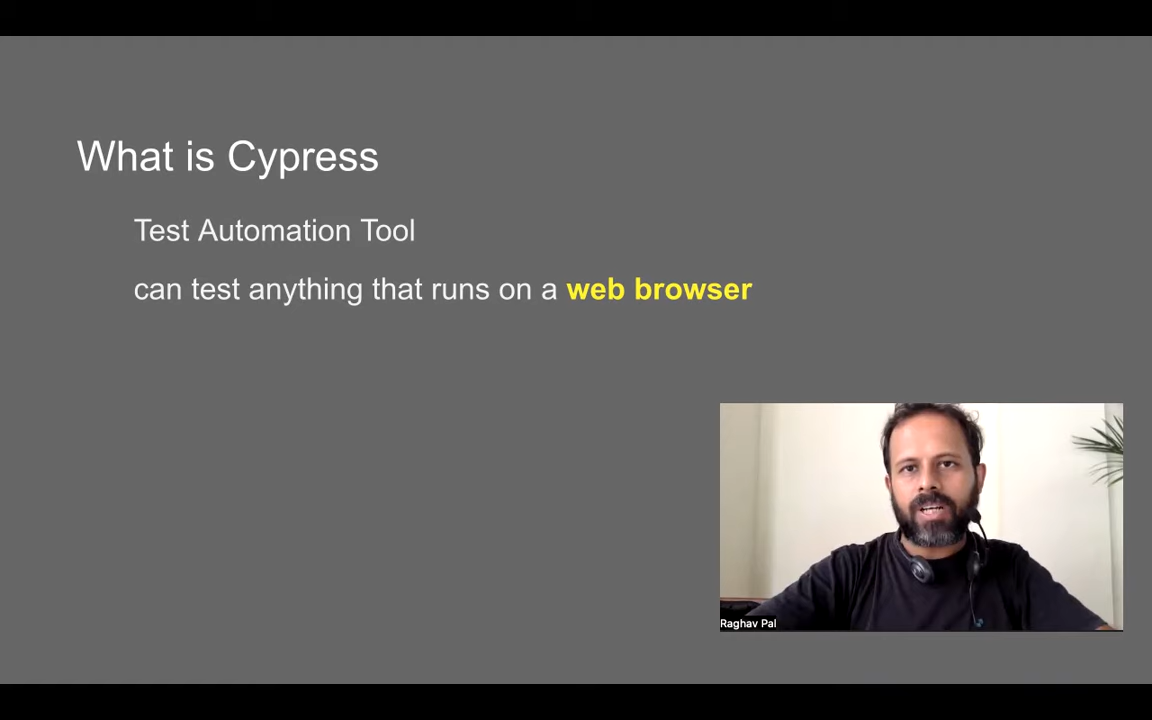 What is Cypress
Test Automation Tool
can test anything that runs on a web browser
Raghav Pal